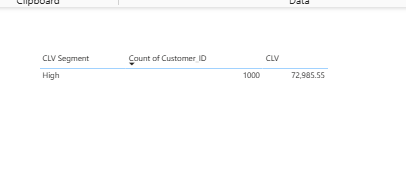 Clipboard Data
CLV Segment Count of Customer_ID CLV
High 1000 72,985.55